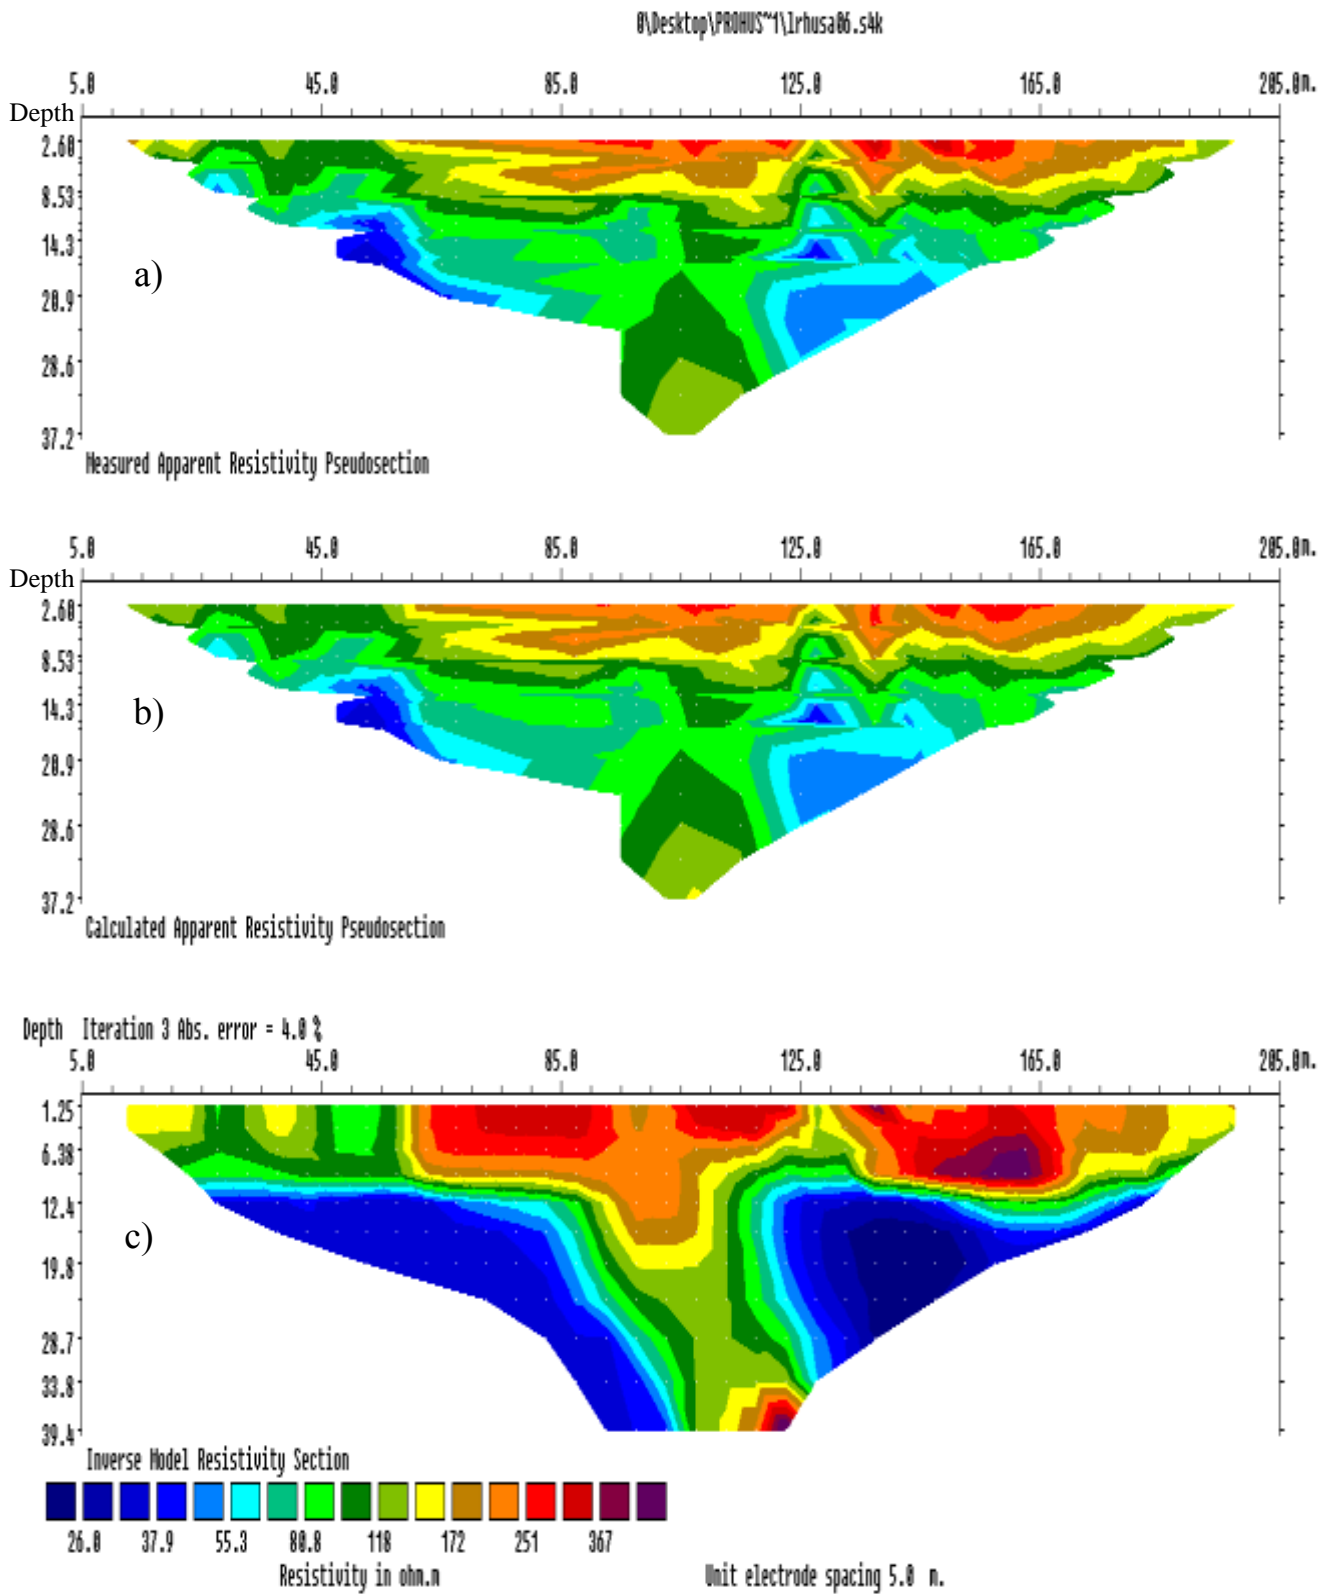 0\Desktop\PROHUS~1\lrhusa06.s4k
5.0 45.0 85.0 125.0 165.0 205.0m.
Depth
2.60
8.53
14.3
a)
20.9
28.6
37.2
Measured Apparent Resistivity Pseudosection
5.0 45.0 85.0 125.0 165.0 205.0m.
Depth
2.60
8.53
14.3
b)
20.9
28.6
37.2
Calculated Apparent Resistivity Pseudosection
Depth Iteration 3 Abs. error = 4.0 %
5.0 45.0 85.0 125.0 165.0 205.0m.
1.25
6.38
12.4
c)
19.8
28.7
33.8
39.4
Inverse Model Resistivity Section
26.0 37.9 55.3 80.8 118 172 251 367
Resistivity in ohm.m Unit electrode spacing 5.0 m.